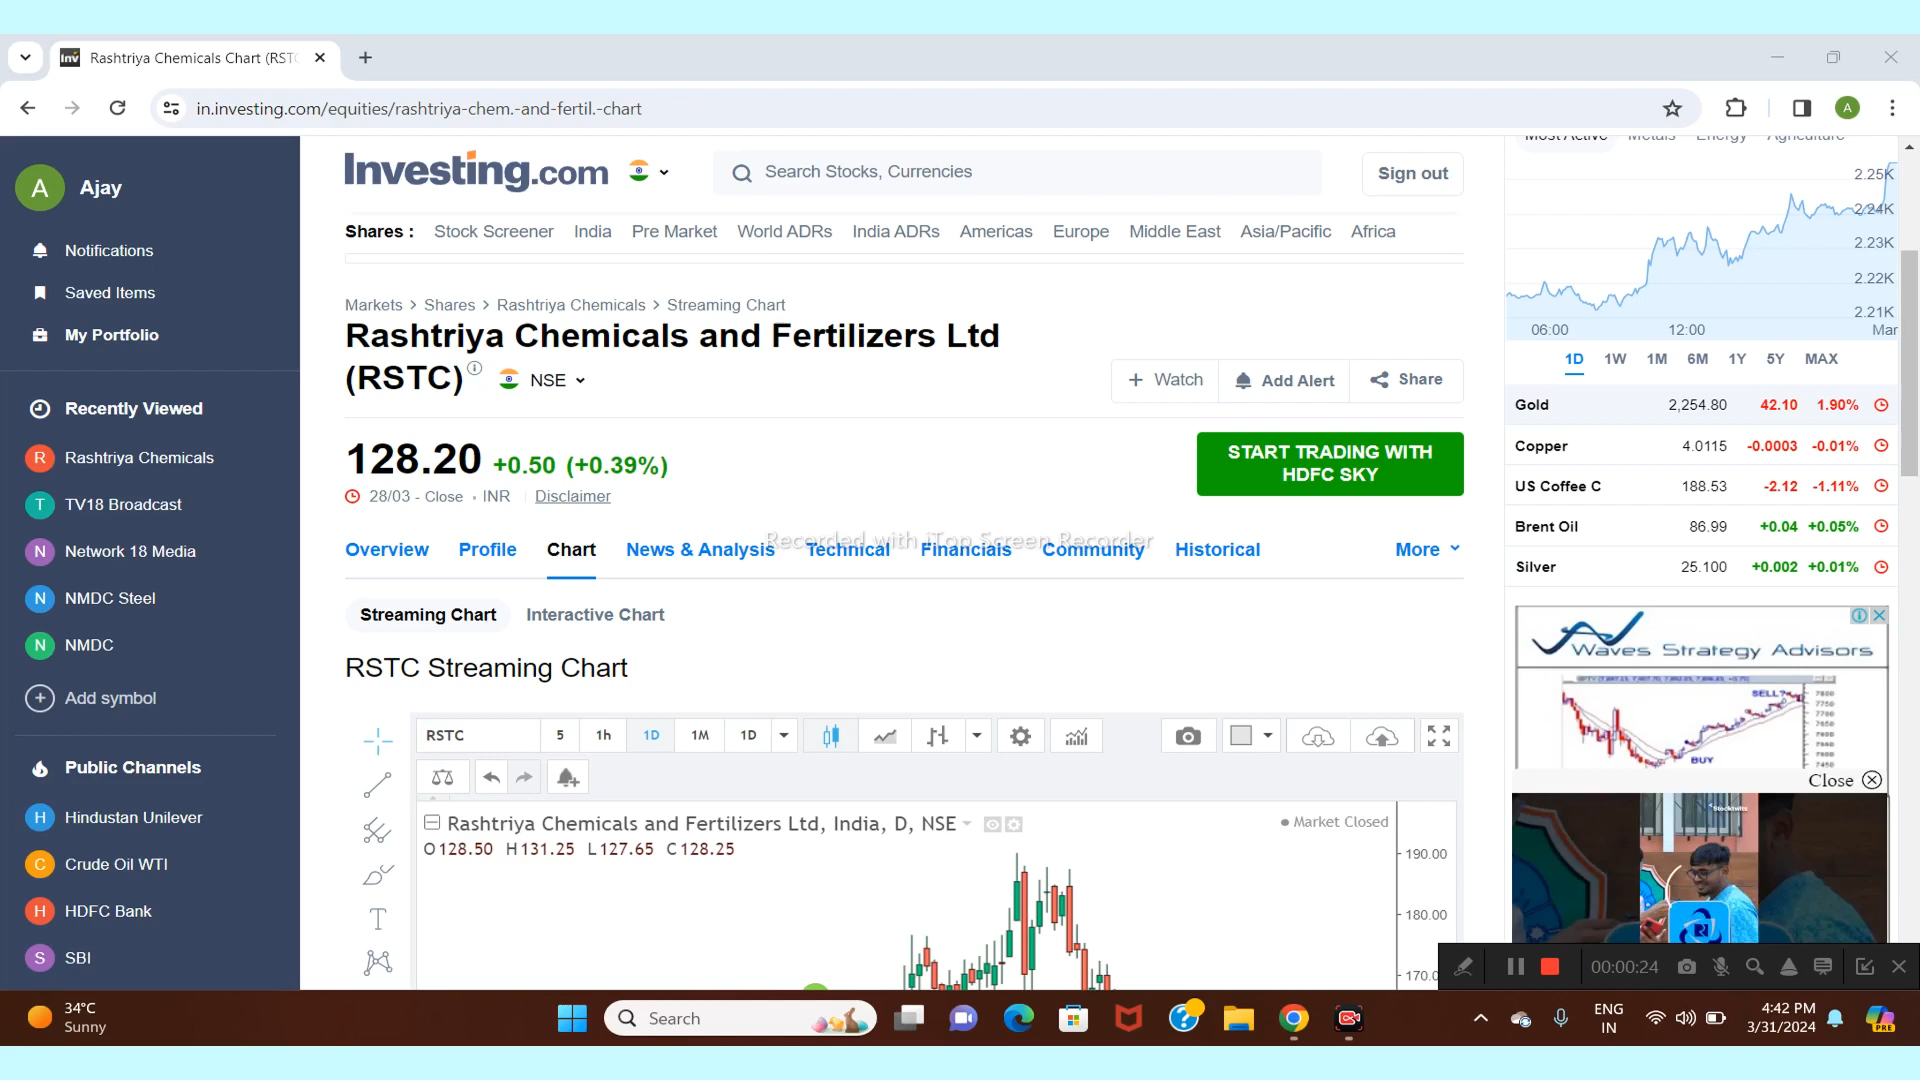 Rashtriya Chemicals Chart (RST
in.investing.com/equities/rashtriya-chem.-and-fertil.-chart
A
A
Ajay
Notifications
Saved Items
My Portfolio
Recently Viewed
R Rashtriya Chemicals
T TV18 Broadcast
N Network 18 Media
N NMDC Steel
N NMDC
Add symbol
Public Channels
H Hindustan Unilever
C Crude Oil WTI
H HDFC Bank
S SBI
Investing.com
Search Stocks, Currencies
Sign out
Shares : Stock Screener India Pre Market World ADRs India ADRs Americas Europe Middle East Asia/Pacific Africa
Markets > Shares > Rashtriya Chemicals > Streaming Chart
Rashtriya Chemicals and Fertilizers Ltd
(RSTC) NSE
+ Watch Add Alert Share
128.20 +0.50 (+0.39%)
28/03 - Close • INR Disclaimer
START TRADING WITH
HDFC SKY
Recorded with iTop Screen Recorder
Overview Profile Chart News & Analysis Technical Financials Community Historical More
Streaming Chart Interactive Chart
RSTC Streaming Chart
RSTC 5 1h 1D 1M 1D
Rashtriya Chemicals and Fertilizers Ltd, India, D, NSE
Market Closed
O128.50 H131.25 L127.65 C128.25
190.00
180.00
170.0
Most Active Metals Energy Agriculture
2.25K
2.24K
2.23K
2.22K
2.21K
06:00 12:00 Mar
1D 1W 1M 6M 1Y 5Y MAX
Gold 2,254.80 42.10 1.90%
Copper 4.0115 -0.0003 -0.01%
US Coffee C 188.53 -2.12 -1.11%
Brent Oil 86.99 +0.04 +0.05%
Silver 25.100 +0.002 +0.01%
Waves Strategy Advisors
SELL?
BUY
Close
Stocktwits
00:00:24
34°C
Sunny
Search
ENG
IN
4:42 PM
3/31/2024
PRE